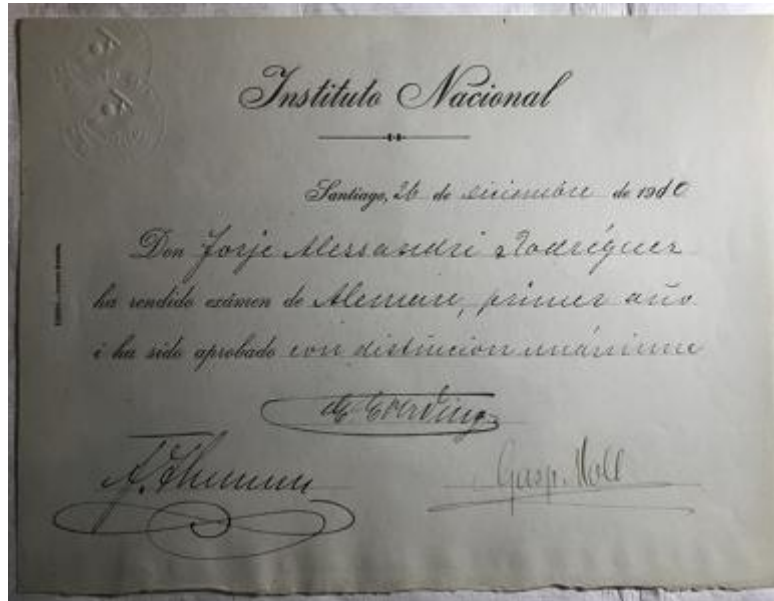 Instituto Nacional
Santiago, 26 de diciembre de 1910
Don Jorje Alessandri Rodríguez
ha rendido exámen de Aleman, primer año
i ha sido aprobado con distincion unánime
Gasp. Moll